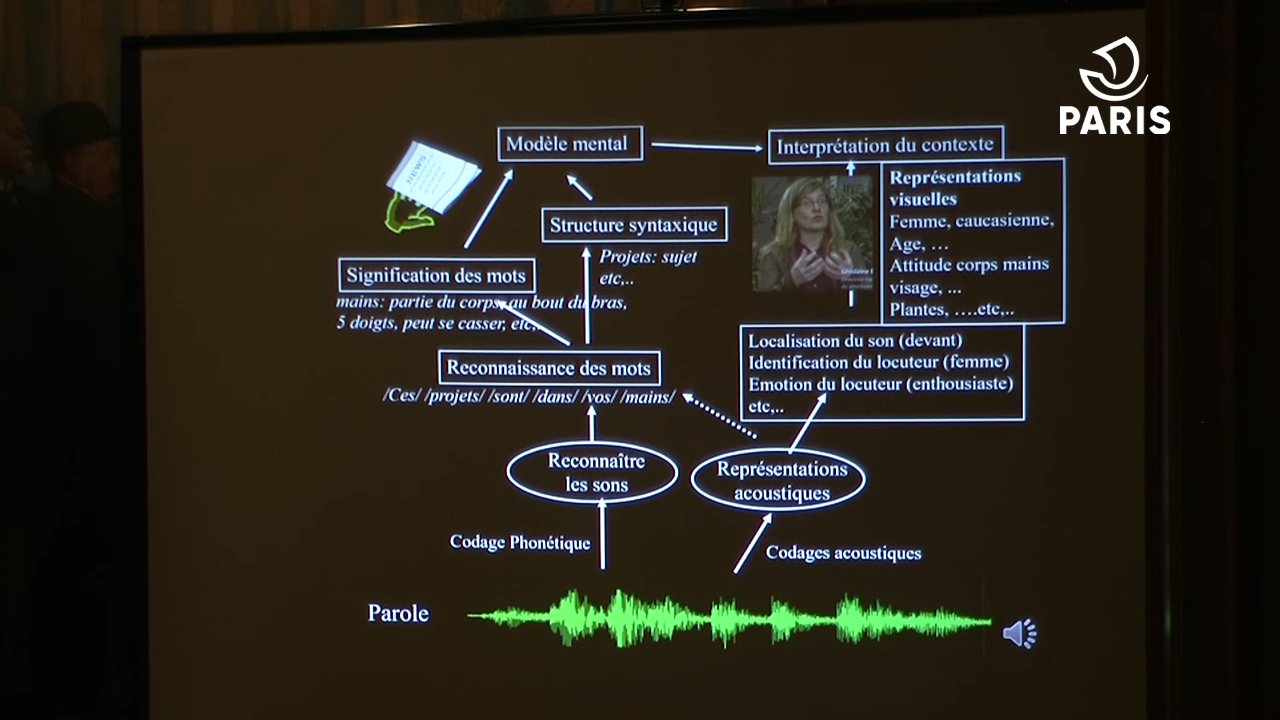 PARIS
Modèle mental
Interprétation du contexte
NEWS
Représentations
visuelles
Femme, caucasienne,
Age, …
Attitude corps mains
visage, ...
Plantes, ….etc,..
Structure syntaxique
Projets: sujet
etc,..
Signification des mots
mains: partie du corps, au bout du bras,
5 doigts, peut se casser, etc,..
Localisation du son (devant)
Identification du locuteur (femme)
Emotion du locuteur (enthousiaste)
etc,..
Reconnaissance des mots
/Ces/ /projets/ /sont/ /dans/ /vos/ /mains/
Reconnaître
les sons
Représentations
acoustiques
Codage Phonétique
Codages acoustiques
Parole